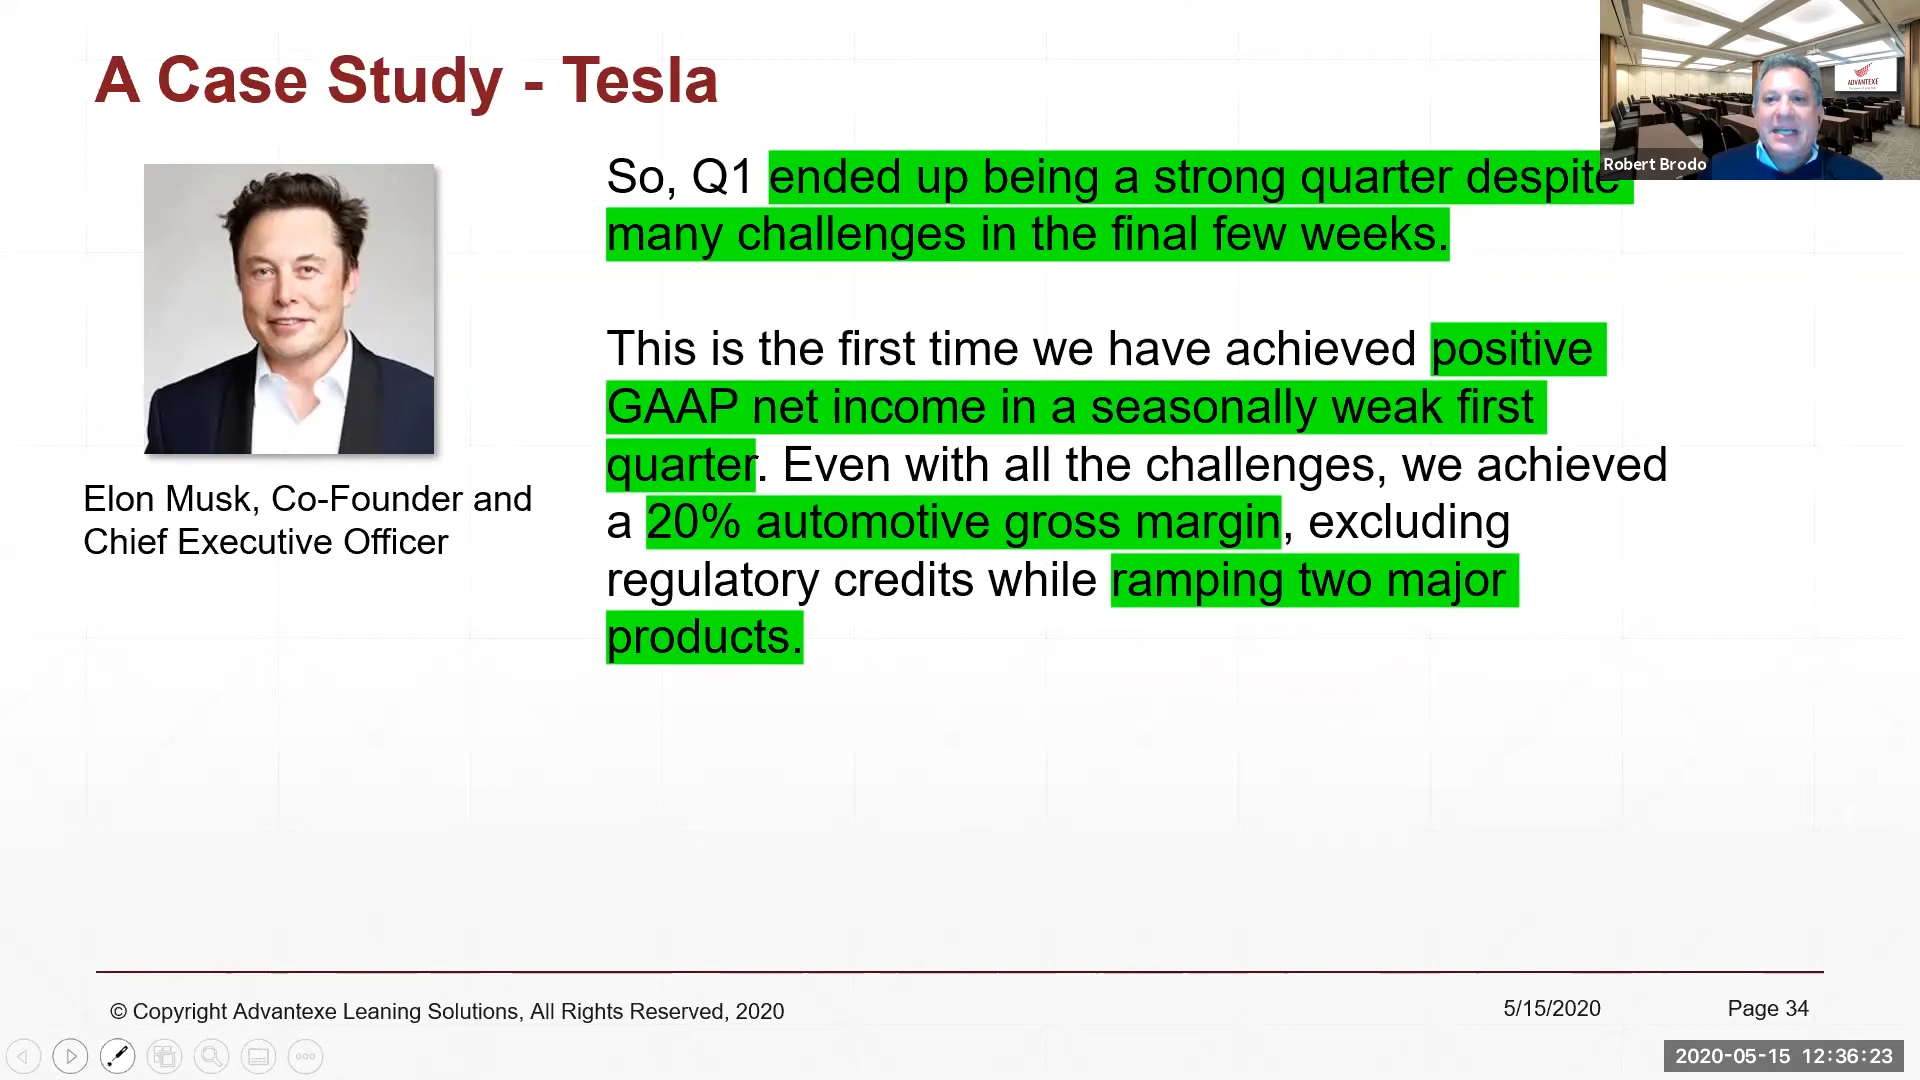 A Case Study - Tesla
ADVANTEXE
Robert Brodo
So, Q1 ended up being a strong quarter despite
many challenges in the final few weeks.
This is the first time we have achieved positive
GAAP net income in a seasonally weak first
quarter. Even with all the challenges, we achieved
a 20% automotive gross margin, excluding
regulatory credits while ramping two major
products.
Elon Musk, Co-Founder and
Chief Executive Officer
© Copyright Advantexe Leaning Solutions, All Rights Reserved, 2020
5/15/2020
Page 34
2020-05-15 12:36:23